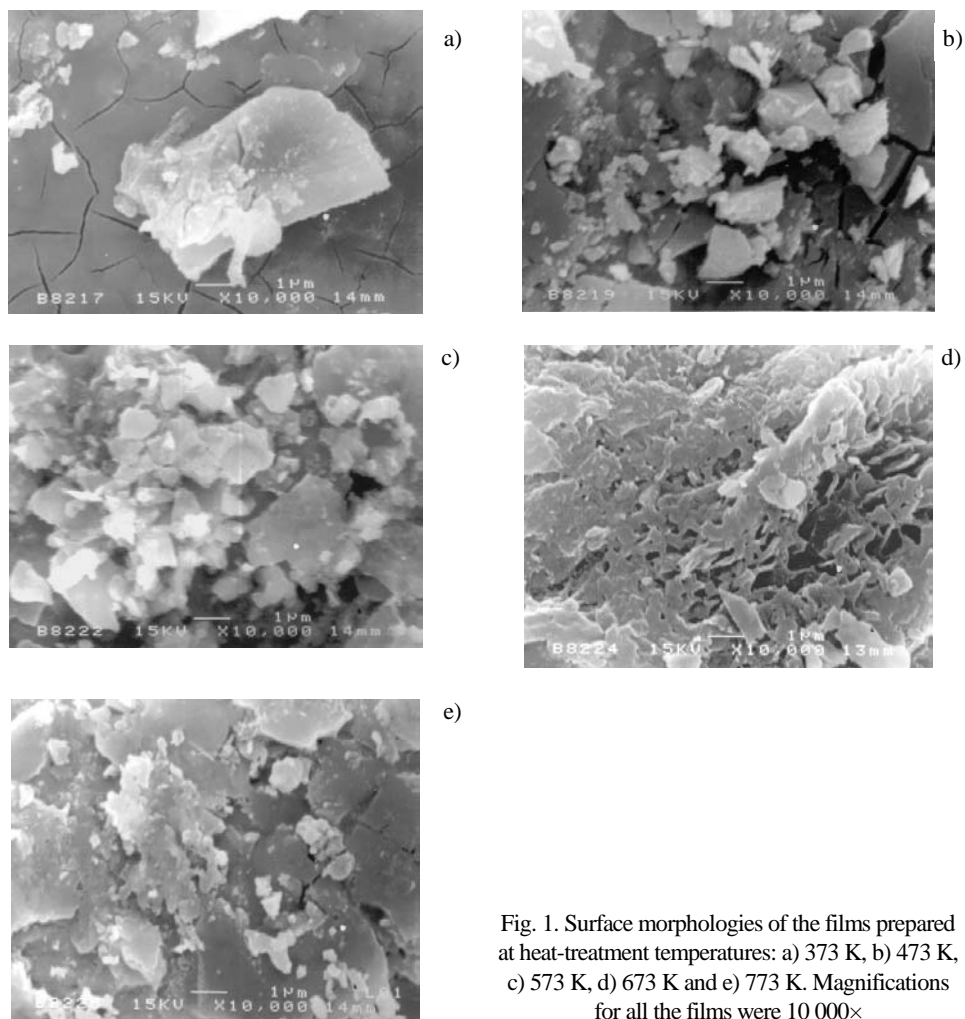 a)
b)
1μm
B8217 15KV X10,000 14mm
1μm
B8219 15KV X10,000 14mm
c)
d)
1μm
B8222 15KV X10,000 14mm
1μm
B8224 15KV X10,000 13mm
e)
1μm
15KV X10,000 14mm
Fig. 1. Surface morphologies of the films prepared
at heat-treatment temperatures: a) 373 K, b) 473 K,
c) 573 K, d) 673 K and e) 773 K. Magnifications
for all the films were 10 000×